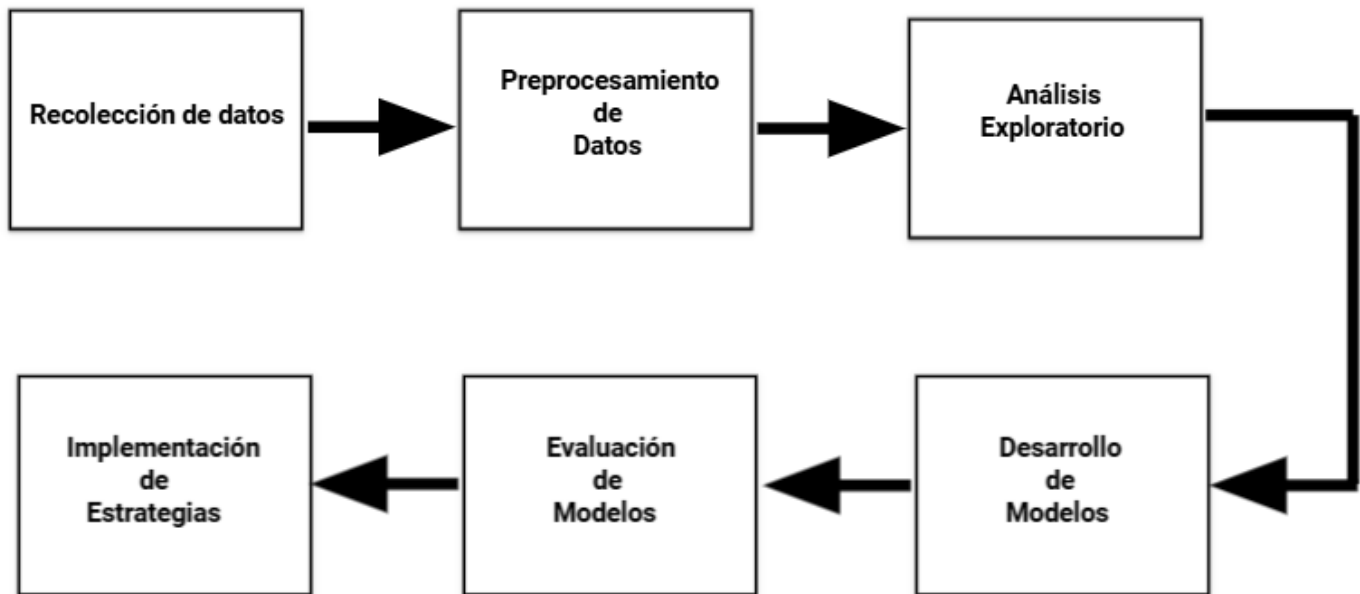 Recolección de datos
Preprocesamiento
de
Datos
Análisis
Exploratorio
Desarrollo
de
Modelos
Evaluación
de
Modelos
Implementación
de
Estrategias